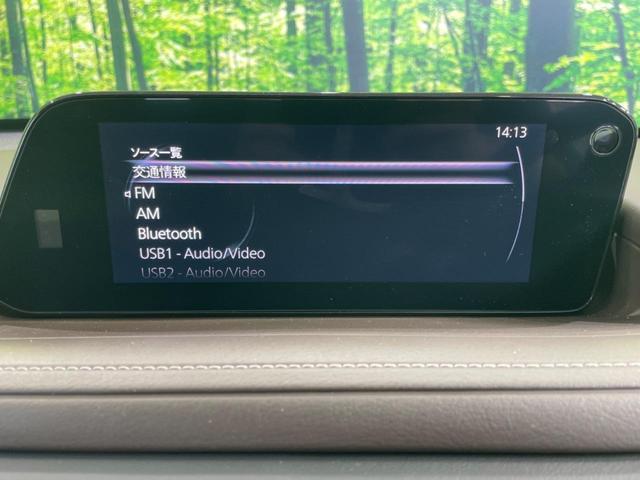 14:13
ソース一覧
交通情報
FM
AM
Bluetooth
USB1 - Audio/Video
USB2 - Audio/Video